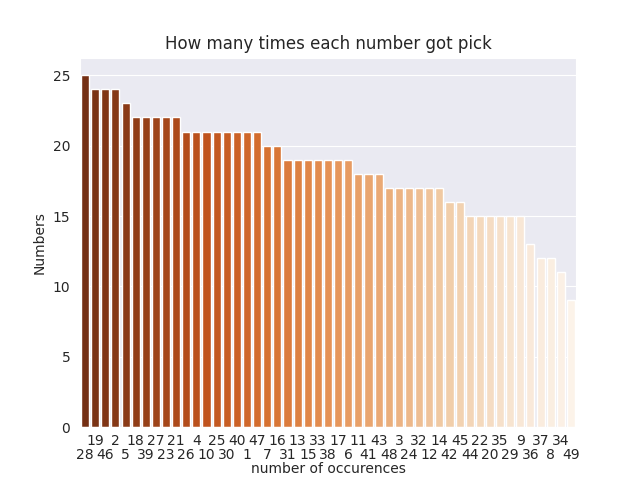 How many times each number got pick
25
20
15
10
5
0
Numbers
19 2 18 27 21 4 25 40 47 16 13 33 17 11 43 3 32 14 45 22 35 9 37 34
28 46 5 39 23 26 10 30 1 7 31 15 38 6 41 48 24 12 42 44 20 29 36 8 49
number of occurences